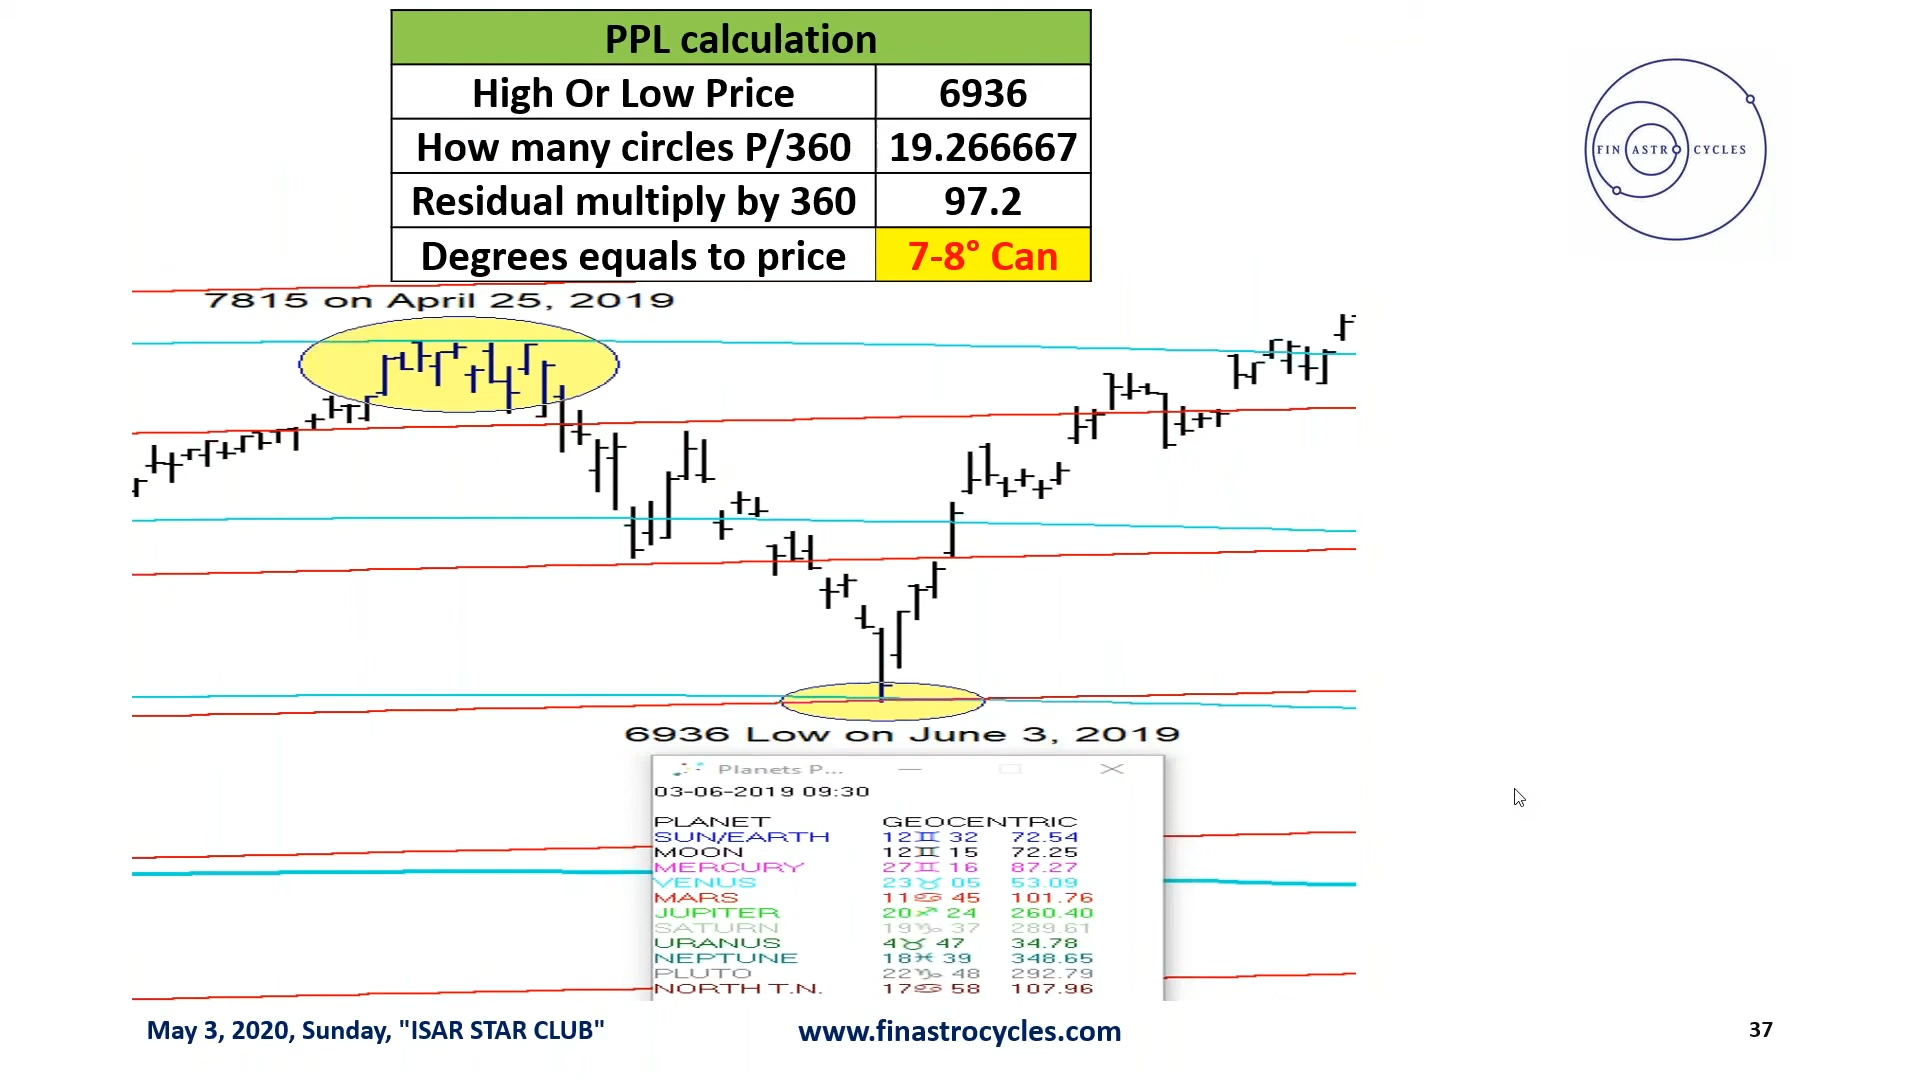 PPL calculation
High Or Low Price 6936
How many circles P/360 19.266667
Residual multiply by 360 97.2
Degrees equals to price 7-8° Can
FIN ASTR CYCLES
7815 on April 25, 2019
6936 Low on June 3, 2019
Planets P...
03-06-2019 09:30
PLANET GEOCENTRIC
SUN/EARTH 12♊ 32 72.54
MOON 12♊ 15 72.25
MERCURY 27♊ 16 87.27
VENUS 23♉ 05 53.09
MARS 11♋ 45 101.76
JUPITER 20♐ 24 260.40
SATURN 19♑ 37 289.61
URANUS 4♉ 47 34.78
NEPTUNE 18♓ 39 348.65
PLUTO 22♑ 48 292.79
NORTH T.N. 17♋ 58 107.96
May 3, 2020, Sunday, "ISAR STAR CLUB" www.finastrocycles.com 37